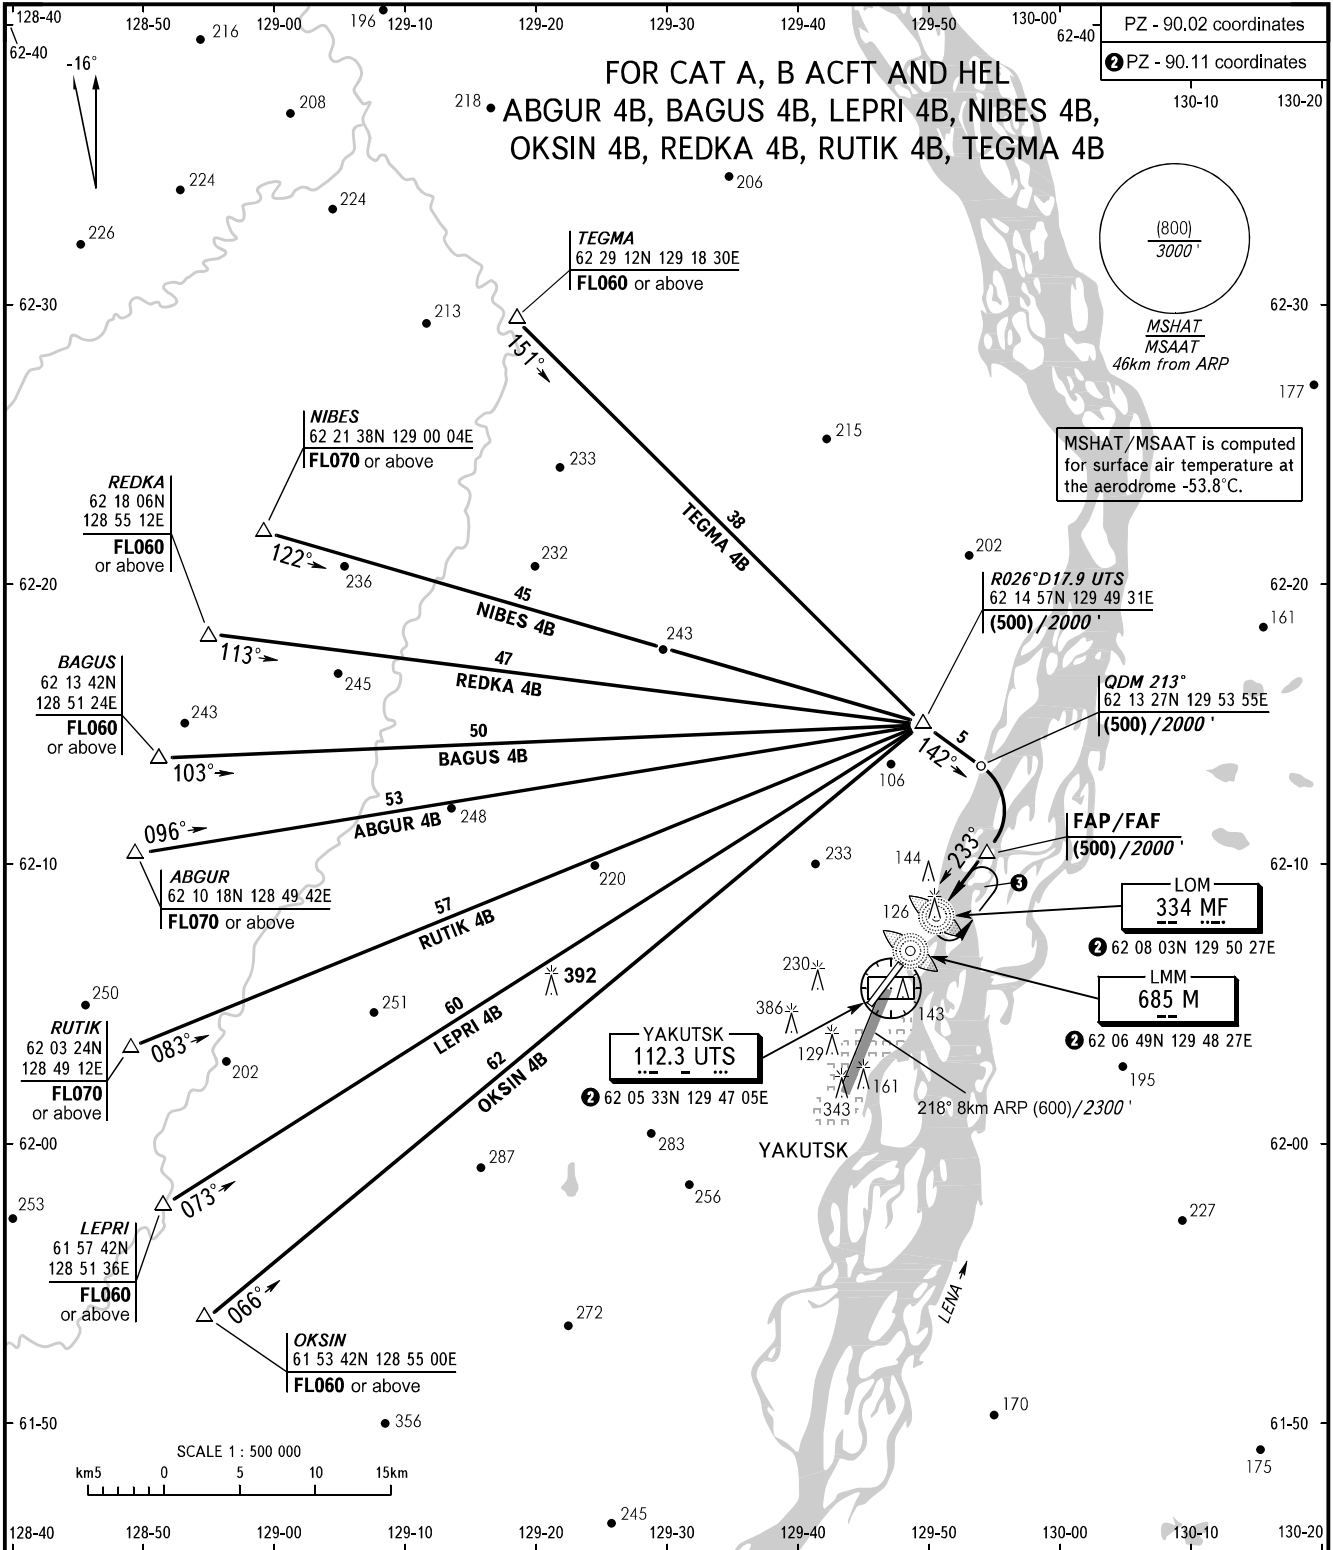 128-40
128-50
129-00
196
129-10
129-20
129-30
129-40
129-50
130-00
62-40
62-40
PZ - 90.02 coordinates
❷ PZ - 90.11 coordinates
130-10
130-20
-16°
216
208
218
FOR CAT A, B ACFT AND HEL
ABGUR 4B, BAGUS 4B, LEPRI 4B, NIBES 4B,
OKSIN 4B, REDKA 4B, RUTIK 4B, TEGMA 4B
224
224
206
226
(800)
3000 '
MSHAT
MSAAT
46km from ARP
TEGMA
62 29 12N 129 18 30E
FL060 or above
62-30
62-30
213
151°
177
NIBES
62 21 38N 129 00 04E
FL070 or above
215
233
MSHAT/MSAAT is computed
for surface air temperature at
the aerodrome -53.8°C.
REDKA
62 18 06N
128 55 12E
FL060
or above
38
TEGMA 4B
122°
236
232
202
62-20
62-20
45
NIBES 4B
R026°D17.9 UTS
62 14 57N 129 49 31E
(500)/2000 '
161
243
113°
47
REDKA 4B
BAGUS
62 13 42N
128 51 24E
FL060
or above
245
243
QDM 213°
62 13 27N 129 53 55E
(500)/2000 '
103°
50
BAGUS 4B
5
142°
106
53
ABGUR 4B
248
096°
FAP/FAF
(500)/2000 '
233°
62-10
62-10
ABGUR
62 10 18N 128 49 42E
FL070 or above
220
233
144
❸
126
LOM
334 MF
❷ 62 08 03N 129 50 27E
57
RUTIK 4B
392
230
LMM
685 M
❷ 62 06 49N 129 48 27E
250
251
386
143
RUTIK
62 03 24N
128 49 12E
FL070
or above
083°
202
60
LEPRI 4B
YAKUTSK
112.3 UTS
❷ 62 05 33N 129 47 05E
129
161
343
195
218° 8km ARP (600)/2300 '
62
OKSIN 4B
283
YAKUTSK
62-00
62-00
287
256
073°
253
227
LEPRI
61 57 42N
128 51 36E
FL060
or above
066°
LENA
272
OKSIN
61 53 42N 128 55 00E
FL060 or above
170
61-50
61-50
356
175
SCALE 1 : 500 000
km5
0
5
10
15km
245
128-40
128-50
129-00
129-10
129-20
129-30
129-40
129-50
130-00
130-10
130-20